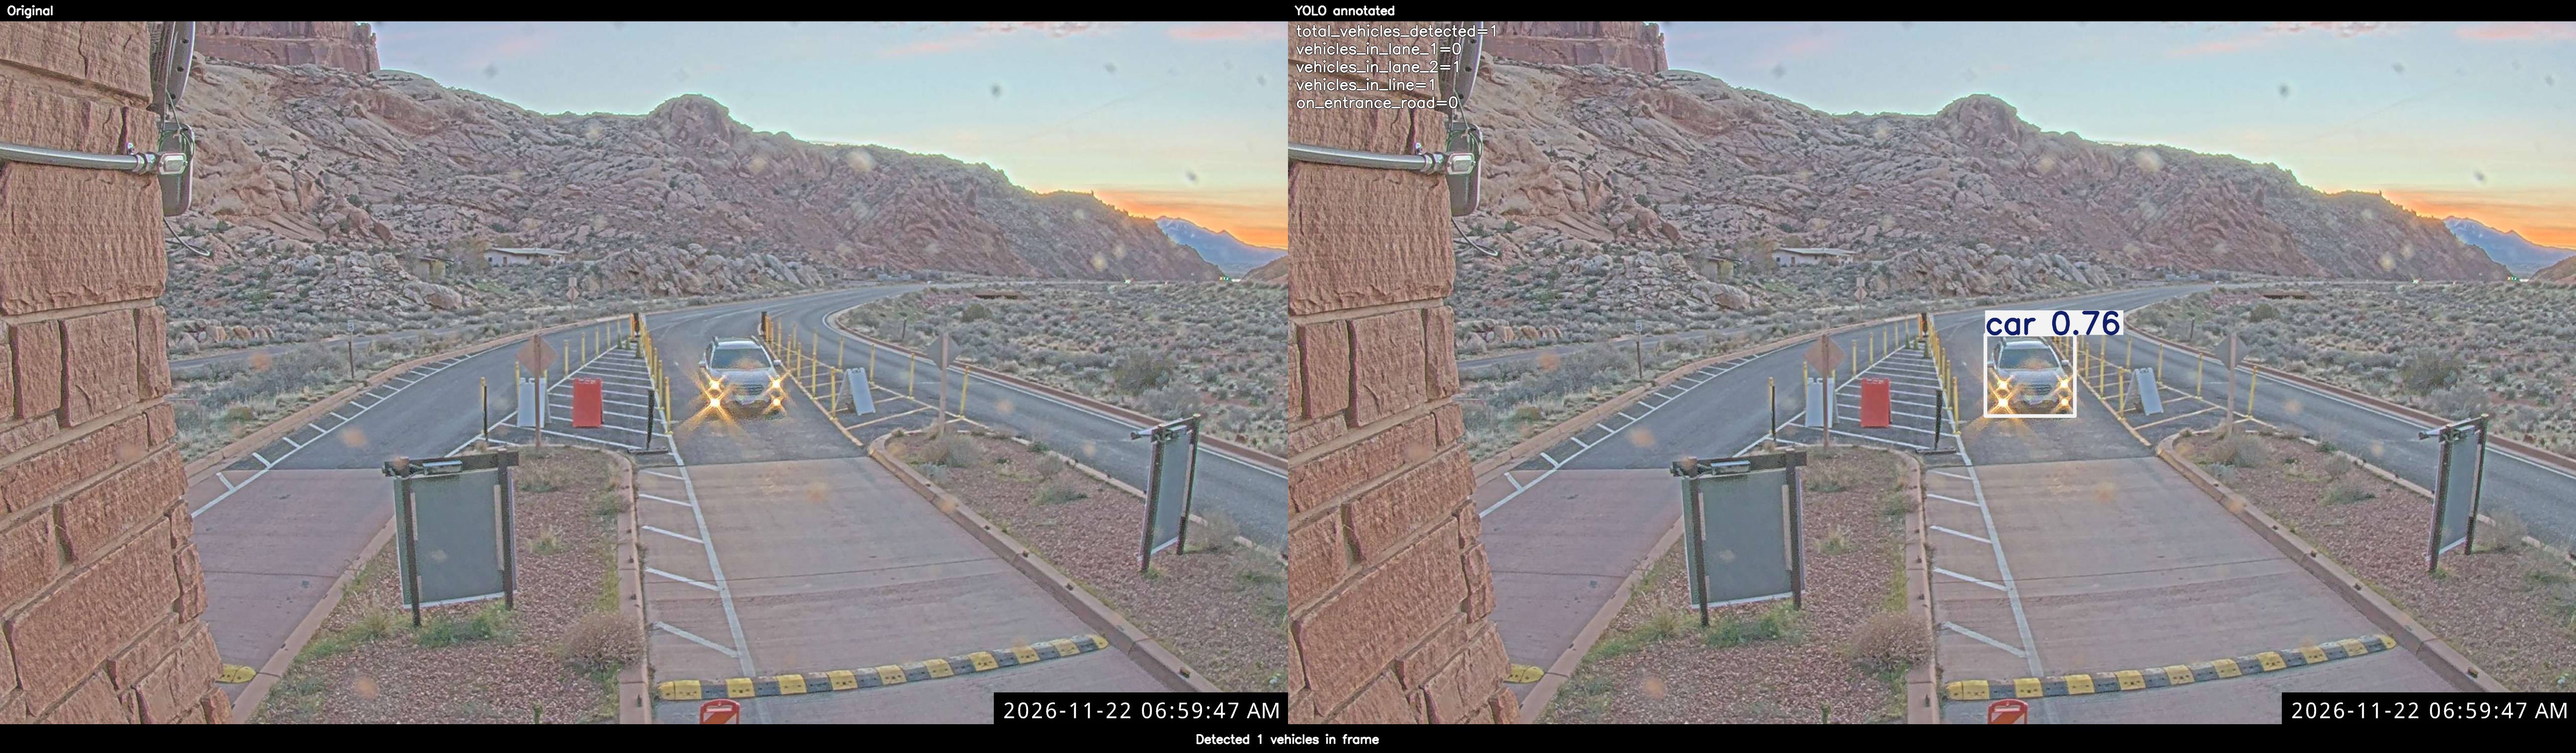 Original
2026-11-22 06:59:47 AM
YOLO annotated
total_vehicles_detected=1
vehicles_in_lane_1=0
vehicles_in_lane_2=1
vehicles_in_line=1
on_entrance_road=0
car 0.76
2026-11-22 06:59:47 AM
Detected 1 vehicles in frame